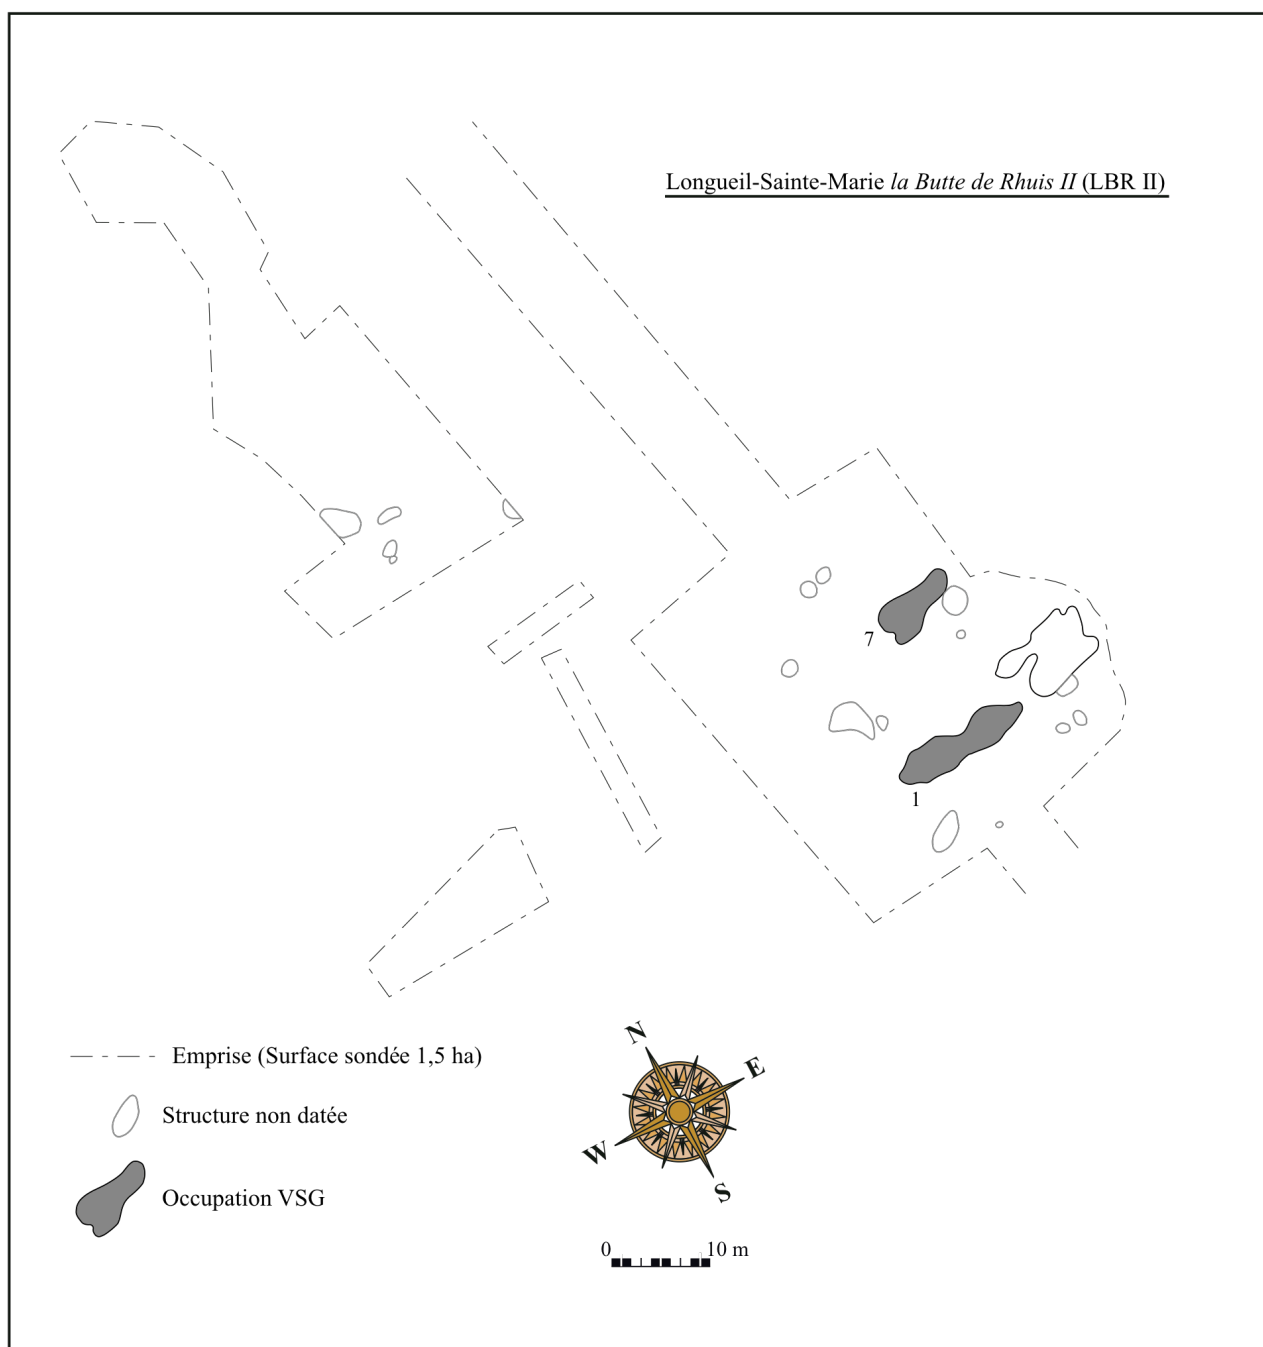 Longueil-Sainte-Marie la Butte de Rhuis II (LBR II)
7
1
Emprise (Surface sondée 1,5 ha)
Structure non datée
Occupation VSG
N
E
W
S
0 10 m